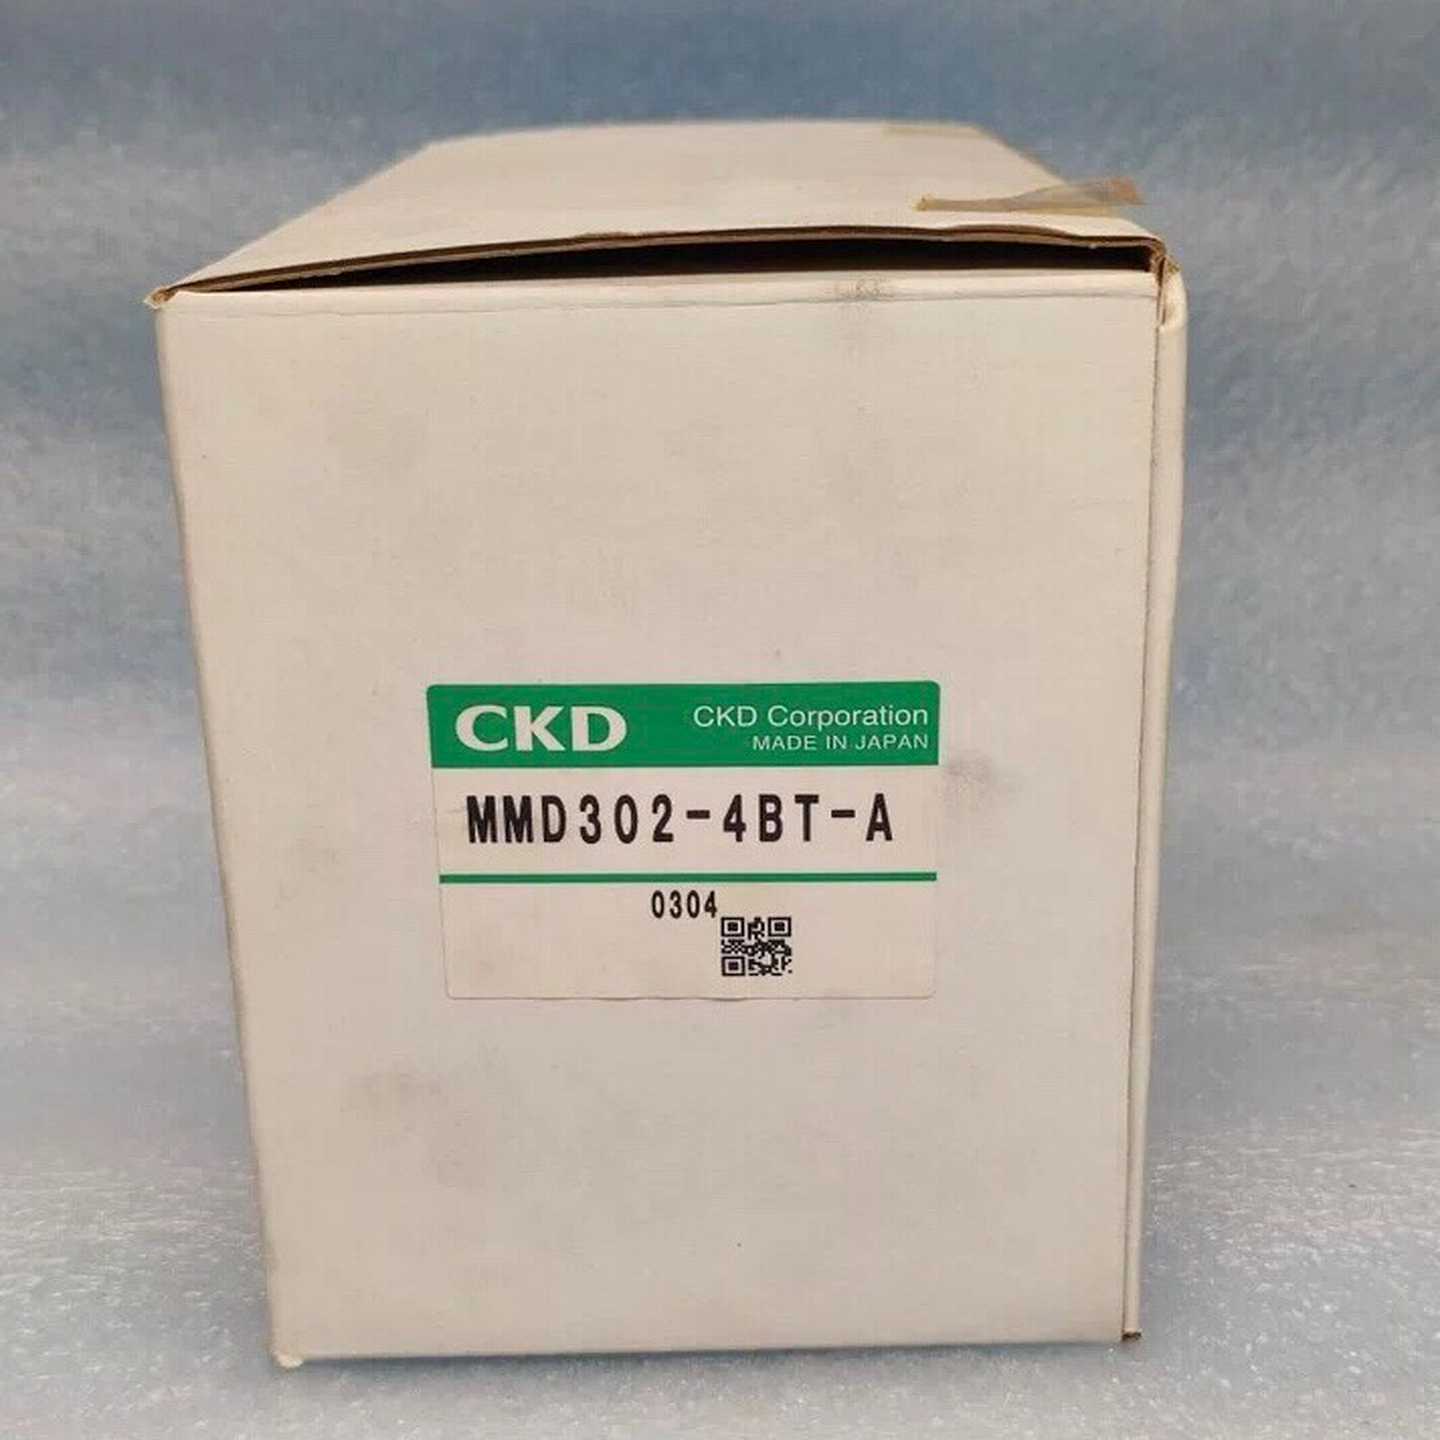 CKD
CKD Corporation
MADE IN JAPAN
MMD302-4BT-A
0304